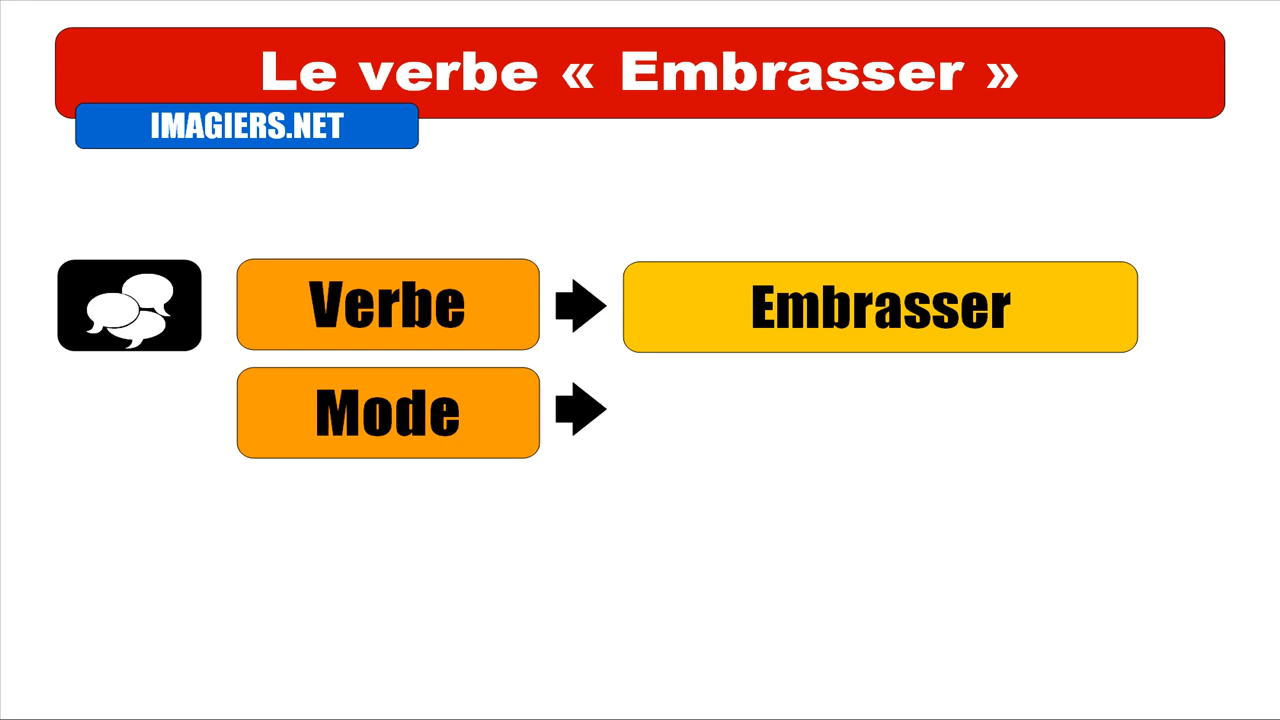 Le verbe « Embrasser »
IMAGIERS.NET
Verbe
Embrasser
Mode